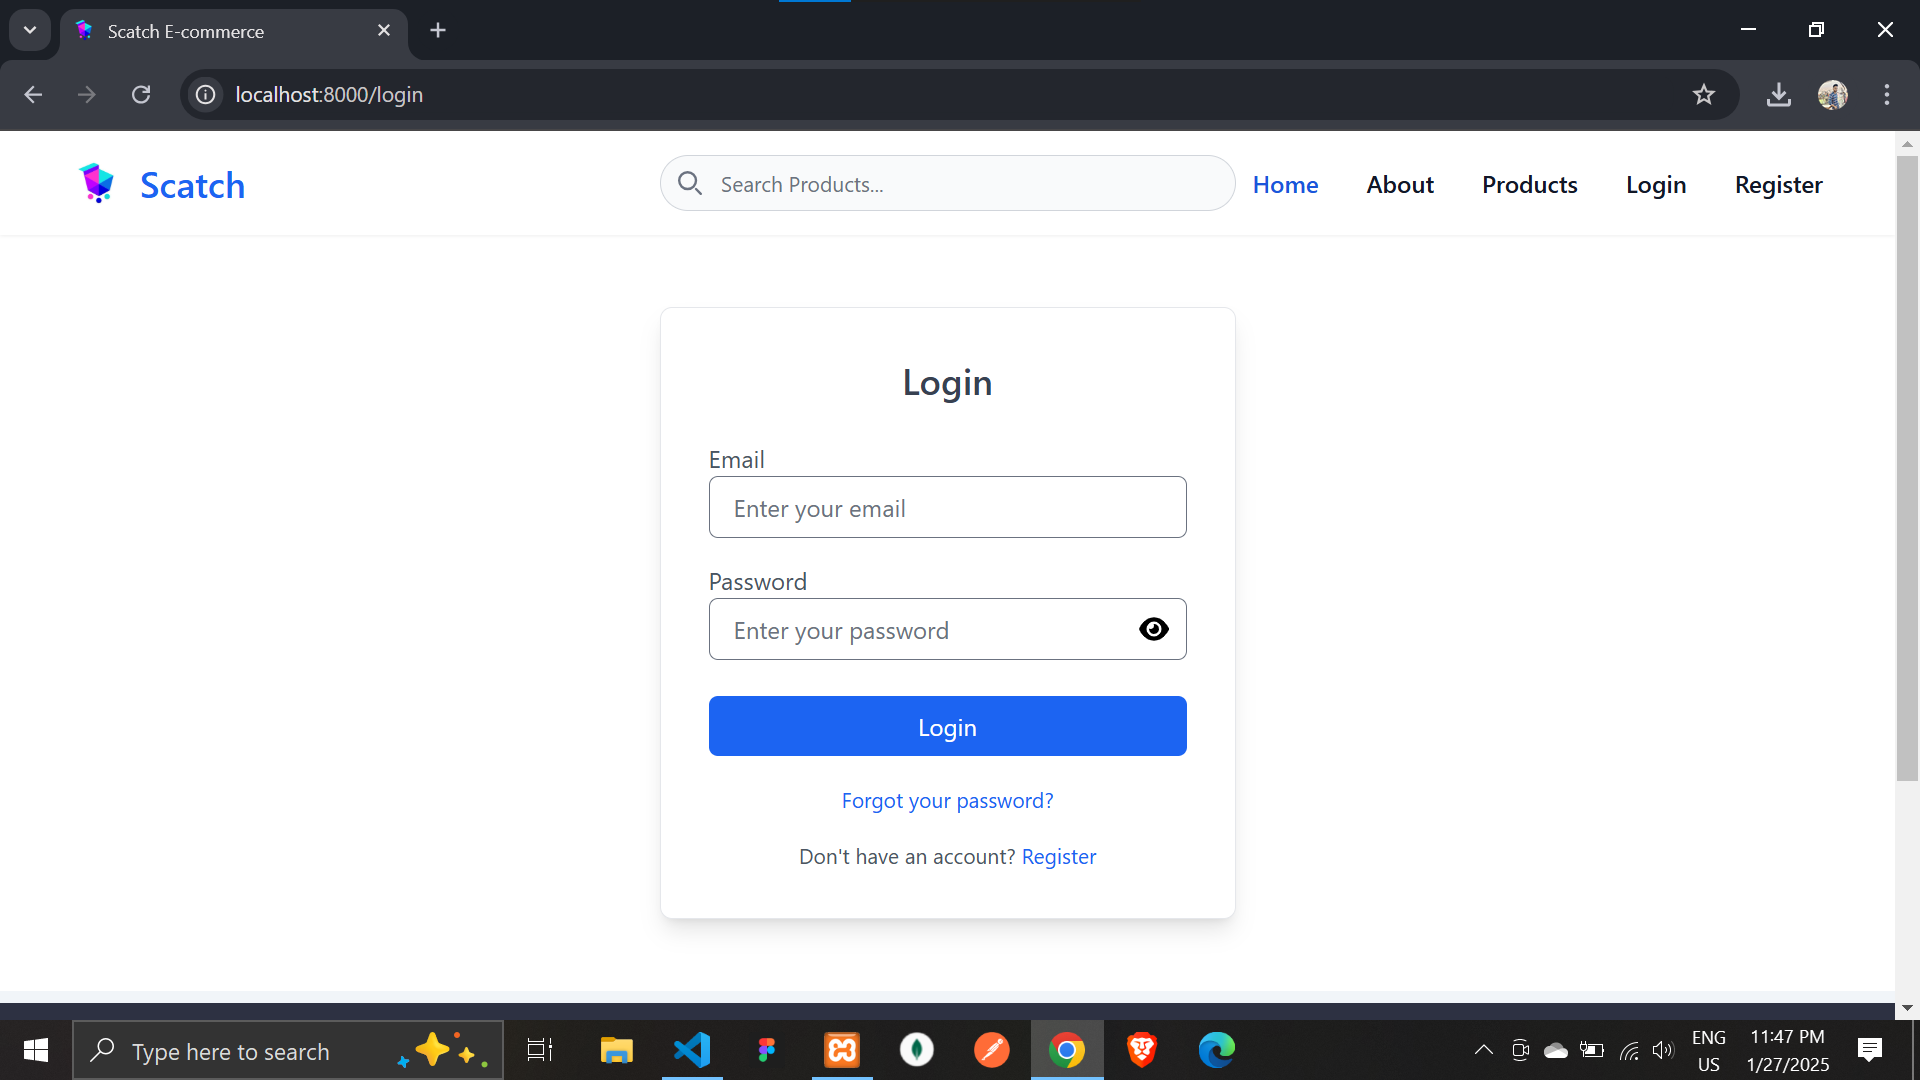 Scatch E-commerce
localhost:8000/login
Scatch
Search Products...
Home
About
Products
Login
Register
Login
Email
Enter your email
Password
Enter your password
Login
Forgot your password?
Don't have an account? Register
Type here to search
ENG
US
11:47 PM
1/27/2025